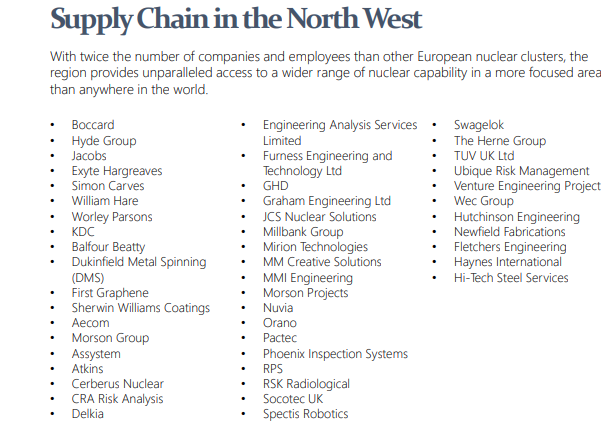 Supply Chain in the North West
With twice the number of companies and employees than other European nuclear clusters, the
region provides unparalleled access to a wider range of nuclear capability in a more focused area
than anywhere in the world.
• Boccard
• Hyde Group
• Jacobs
• Exyte Hargreaves
• Simon Carves
• William Hare
• Worley Parsons
• KDC
• Balfour Beatty
• Dukinfield Metal Spinning
(DMS)
• First Graphene
• Sherwin Williams Coatings
• Aecom
• Morson Group
• Assystem
• Atkins
• Cerberus Nuclear
• CRA Risk Analysis
• Delkia
• Engineering Analysis Services
Limited
• Furness Engineering and
Technology Ltd
• GHD
• Graham Engineering Ltd
• JCS Nuclear Solutions
• Millbank Group
• Mirion Technologies
• MM Creative Solutions
• MMI Engineering
• Morson Projects
• Nuvia
• Orano
• Pactec
• Phoenix Inspection Systems
• RPS
• RSK Radiological
• Socotec UK
• Spectis Robotics
• Swagelok
• The Herne Group
• TUV UK Ltd
• Ubique Risk Management
• Venture Engineering Project
• Wec Group
• Hutchinson Engineering
• Newfield Fabrications
• Fletchers Engineering
• Haynes International
• Hi-Tech Steel Services